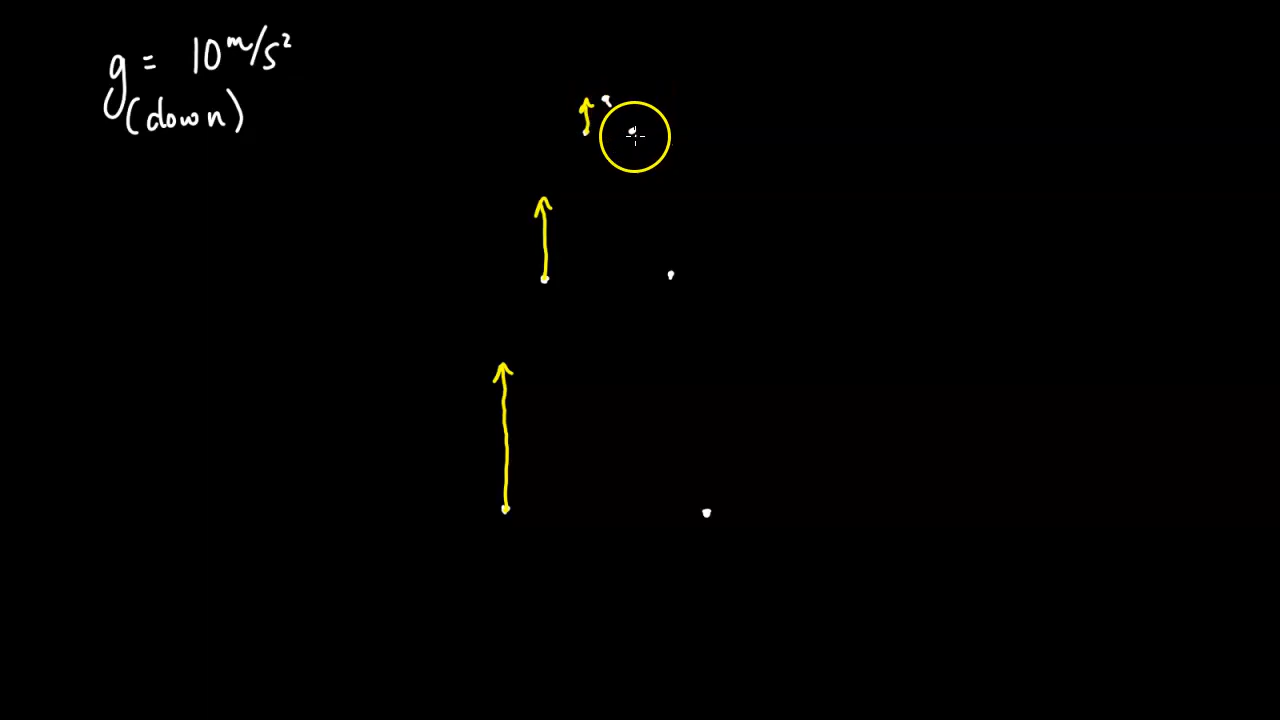 g = 10 m/s²
(down)